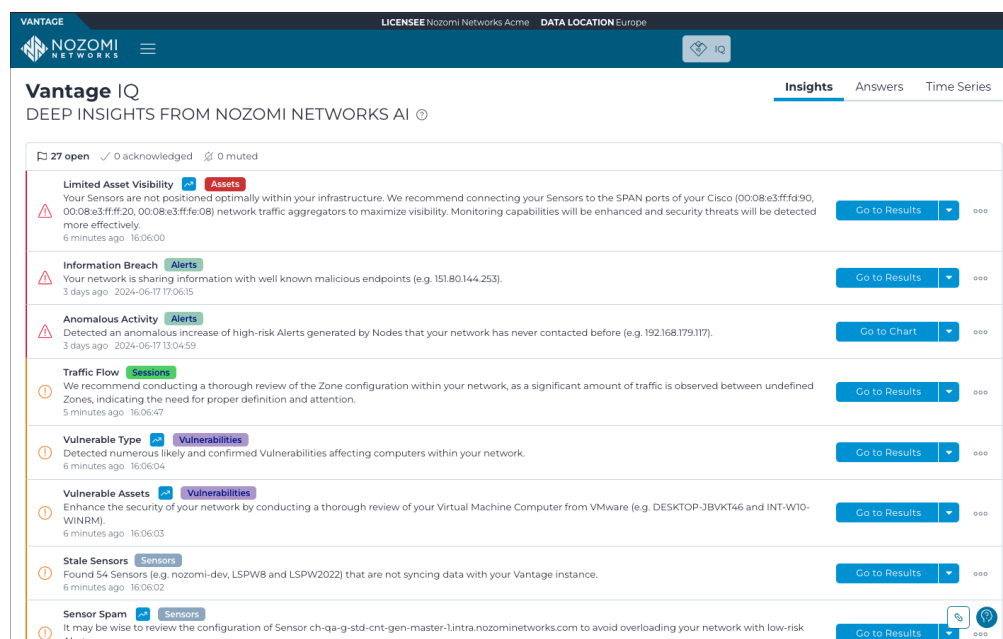 VANTAGE
LICENSEE Nozomi Networks Acme DATA LOCATION Europe
NOZOMI
NETWORKS
IQ
Vantage IQ
Insights Answers Time Series
DEEP INSIGHTS FROM NOZOMI NETWORKS AI
27 open 0 acknowledged 0 muted
Limited Asset Visibility Assets
Your Sensors are not positioned optimally within your infrastructure. We recommend connecting your Sensors to the SPAN ports of your Cisco (00:08:e3:ff:fd:90,
00:08:e3:ff:ff:20, 00:08:e3:ff:fe:08) network traffic aggregators to maximize visibility. Monitoring capabilities will be enhanced and security threats will be detected
more effectively.
6 minutes ago 16:06:00
Go to Results
Information Breach Alerts
Your network is sharing information with well known malicious endpoints (e.g. 151.80.144.253).
3 days ago 2024-06-17 17:06:15
Go to Results
Anomalous Activity Alerts
Detected an anomalous increase of high-risk Alerts generated by Nodes that your network has never contacted before (e.g. 192.168.179.117).
3 days ago 2024-06-17 13:04:59
Go to Chart
Traffic Flow Sessions
We recommend conducting a thorough review of the Zone configuration within your network, as a significant amount of traffic is observed between undefined
Zones, indicating the need for proper definition and attention.
5 minutes ago 16:06:47
Go to Results
Vulnerable Type Vulnerabilities
Detected numerous likely and confirmed Vulnerabilities affecting computers within your network.
6 minutes ago 16:06:04
Go to Results
Vulnerable Assets Vulnerabilities
Enhance the security of your network by conducting a thorough review of your Virtual Machine Computer from VMware (e.g. DESKTOP-JBVKT46 and INT-W10-
WINRM).
6 minutes ago 16:06:03
Go to Results
Stale Sensors Sensors
Found 54 Sensors (e.g. nozomi-dev, LSPW8 and LSPW2022) that are not syncing data with your Vantage instance.
6 minutes ago 16:06:02
Go to Results
Sensor Spam Sensors
It may be wise to review the configuration of Sensor ch-qa-g-std-cnt-gen-master-1.intra.nozominetworks.com to avoid overloading your network with low-risk
Go to Results